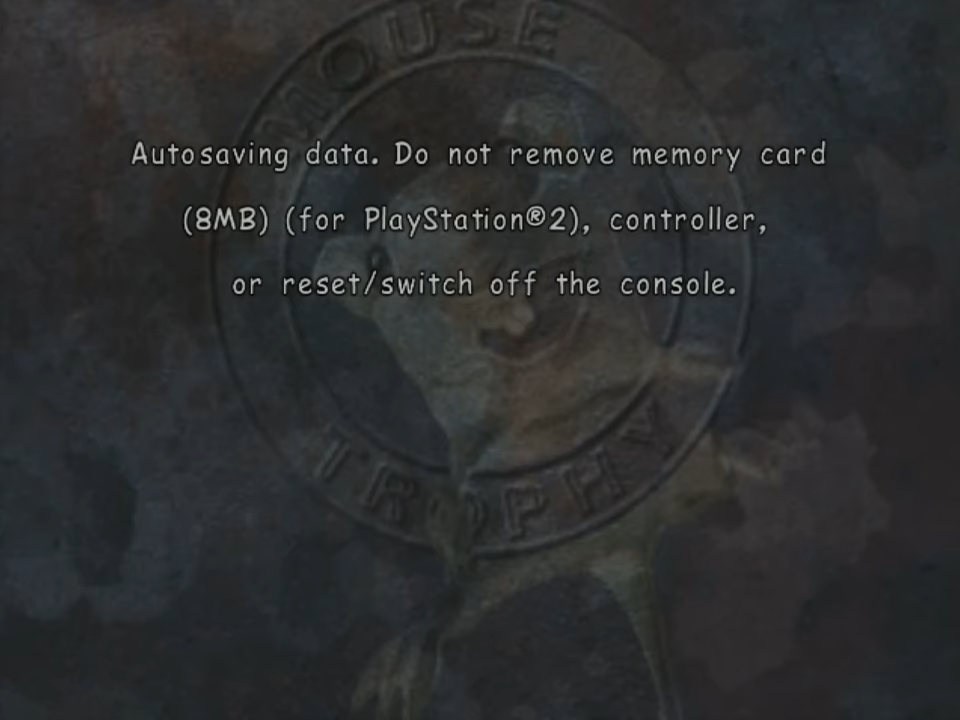 MOUSE
Autosaving data. Do not remove memory card
(8MB) (for PlayStation®2), controller,
or reset/switch off the console.
TROPHY